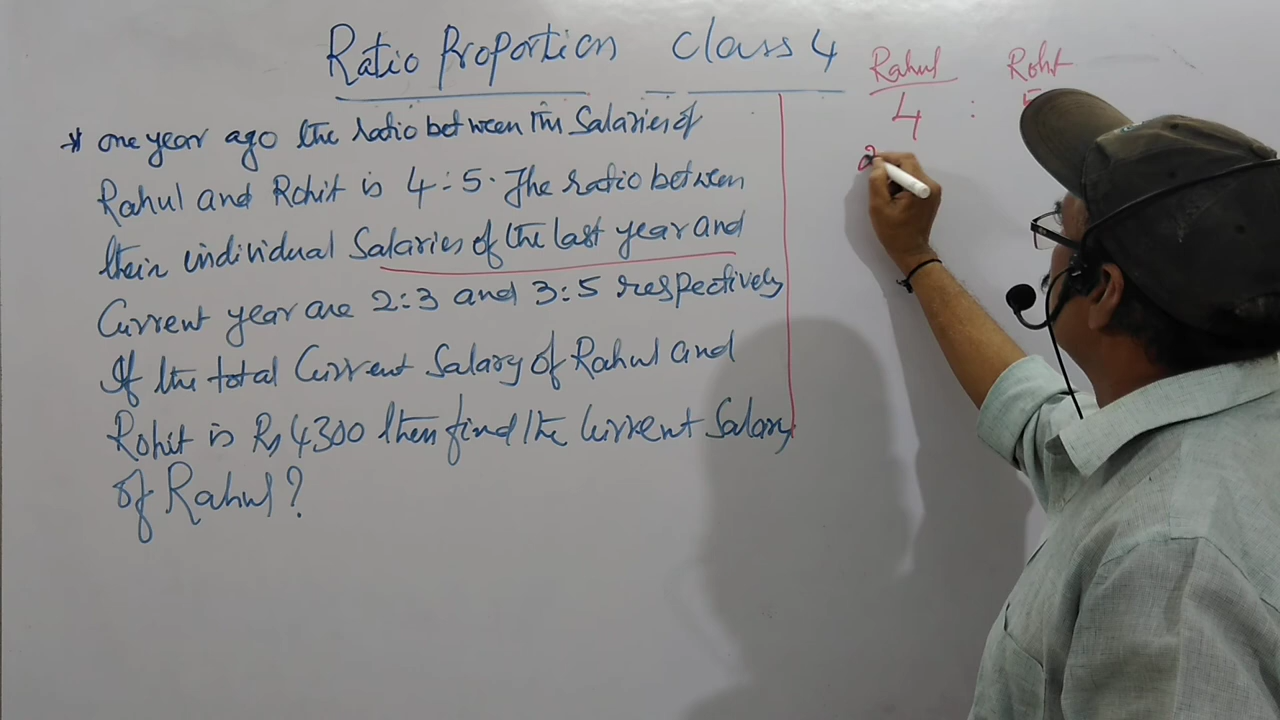 Ratio Proportion Class 4
Rahul Rohit
4 : 5
2
* one year ago the ratio between the Salaries of
Rahul and Rohit is 4:5. The ratio between
their individual Salaries of the last year and
Current year are 2:3 and 3:5 respectively
If the total Current Salary of Rahul and
Rohit is Rs 4300 then find the Current Salary
of Rahul?